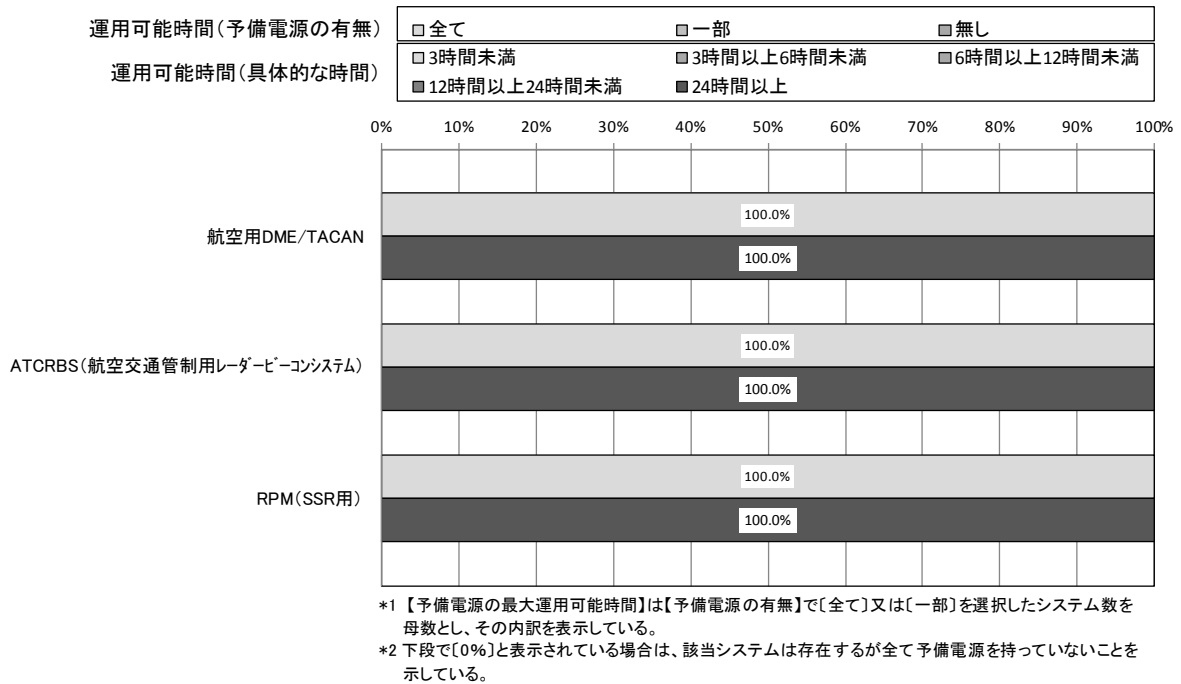 運用可能時間(予備電源の有無)
□全て □一部 ■無し
運用可能時間(具体的な時間)
□3時間未満 ■3時間以上6時間未満 ■6時間以上12時間未満
■12時間以上24時間未満 ■24時間以上
0% 10% 20% 30% 40% 50% 60% 70% 80% 90% 100%
100.0%
航空用DME/TACAN
100.0%
100.0%
ATCRBS(航空交通管制用レーダービーコンシステム)
100.0%
100.0%
RPM(SSR用)
100.0%
*1 【予備電源の最大運用可能時間】は【予備電源の有無】で〔全て〕又は〔一部〕を選択したシステム数を
母数とし、その内訳を表示している。
*2 下段で〔0%〕と表示されている場合は、該当システムは存在するが全て予備電源を持っていないことを
示している。